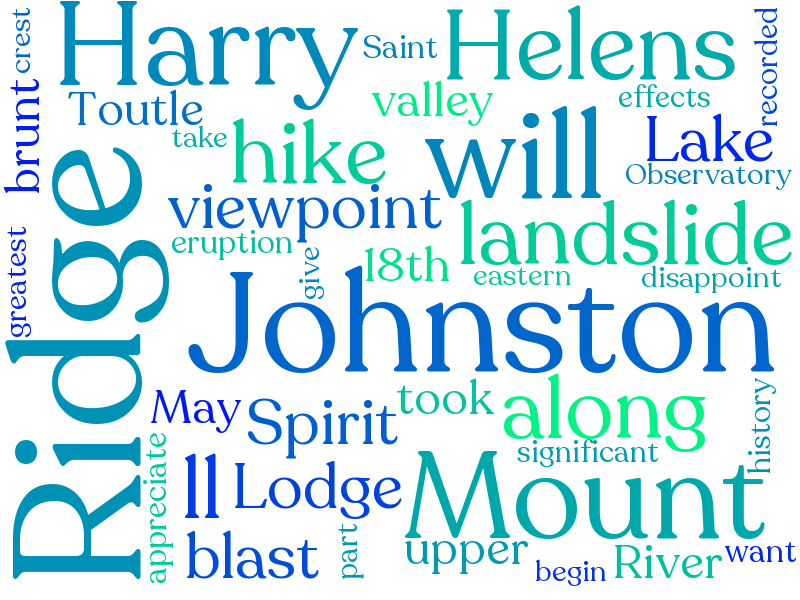 crest
Harry
Saint
Helens
recorded
brunt
Toutle
valley
effects
take
hike
will
Lake
Observatory
Ridge
viewpoint
landslide
greatest
eruption
give
18th
eastern
disappoint
Johnston
May
Spirit
took
along
history
significant
appreciate
ll
Lodge
Mount
blast
part
upper
begin
River
want